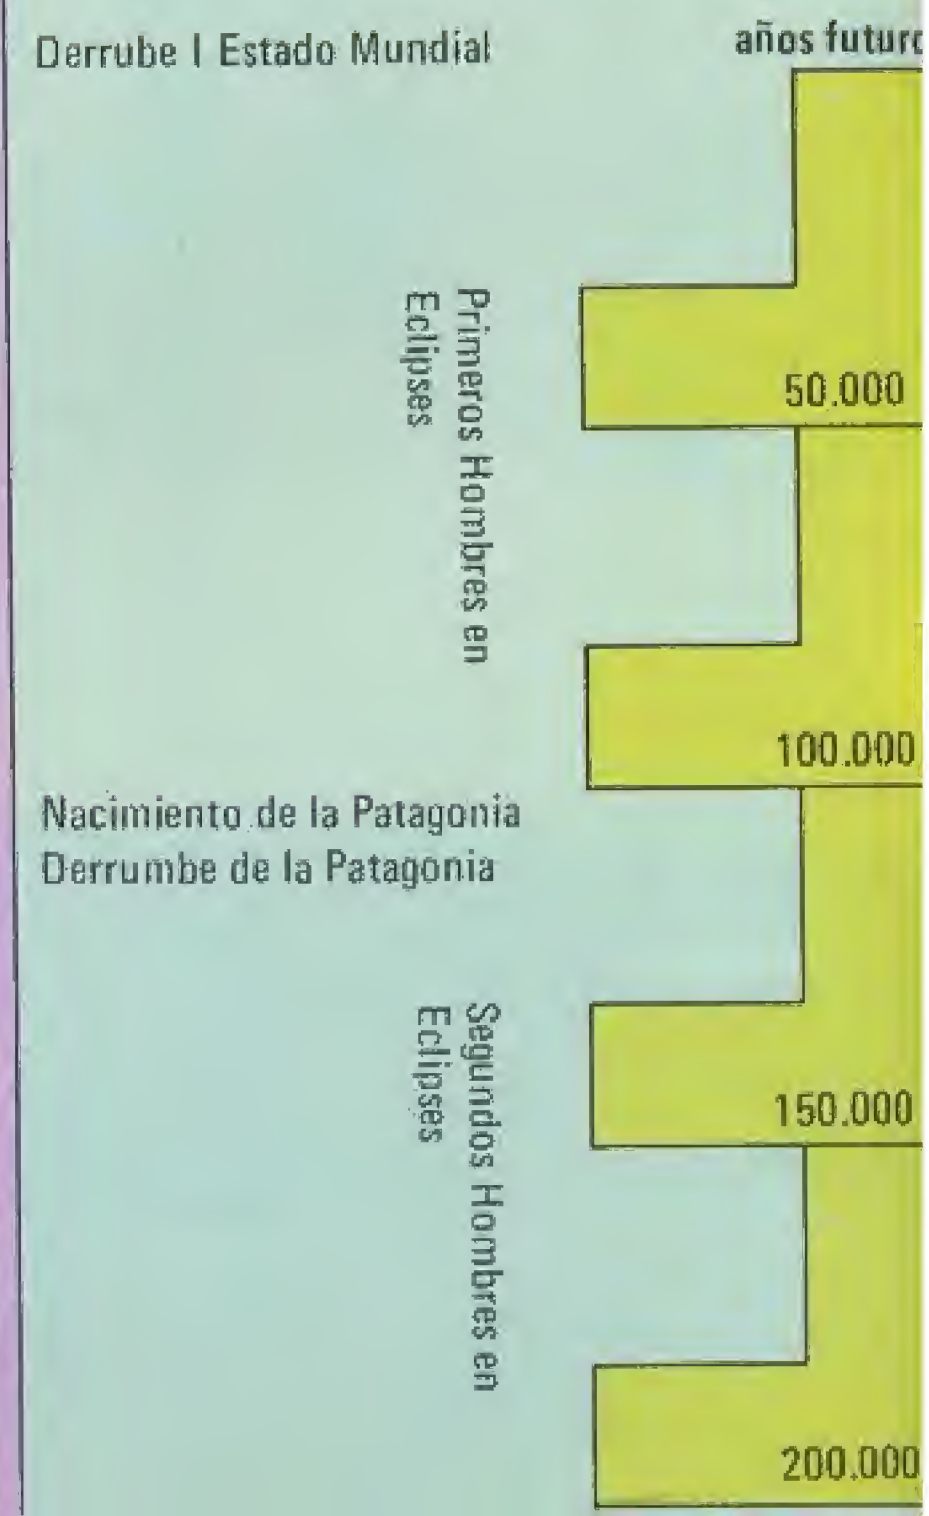 Derrube I Estado Mundial
años futuro
Primeros Hombres en
Eclipses
50.000
100.000
Nacimiento de la Patagonia
Derrumbe de la Patagonia
Segundos Hombres en
Eclipses
150.000
200.000